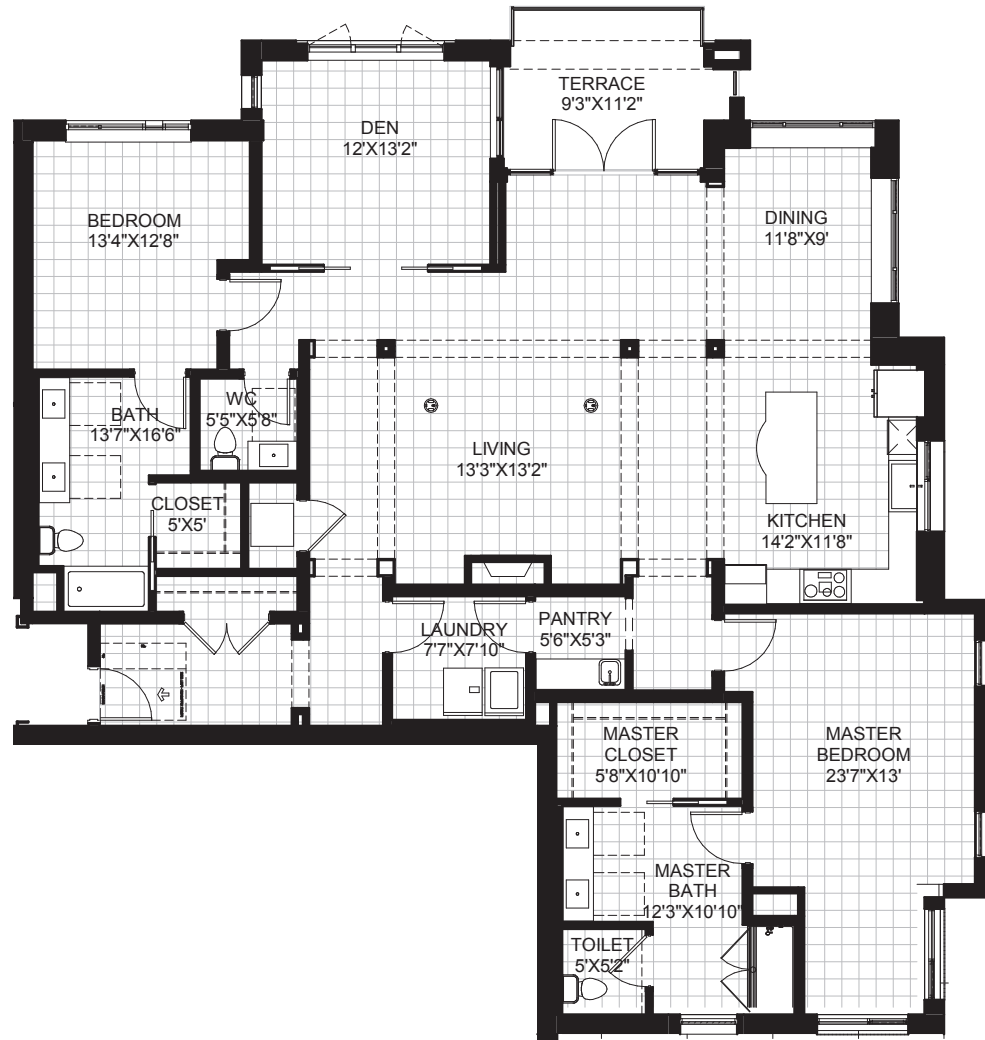 TERRACE
9'3"X11'2"
DEN
12'X13'2"
BEDROOM
13'4"X12'8"
DINING
11'8"X9'
WC
5'5"X5'8"
BATH
13'7"X16'6"
LIVING
13'3"X13'2"
CLOSET
5'X5'
KITCHEN
14'2"X11'8"
LAUNDRY
7'7"X7'10"
PANTRY
5'6"X5'3"
MASTER
CLOSET
5'8"X10'10"
MASTER
BEDROOM
23'7"X13'
MASTER
BATH
12'3"X10'10"
TOILET
5'X5'2"